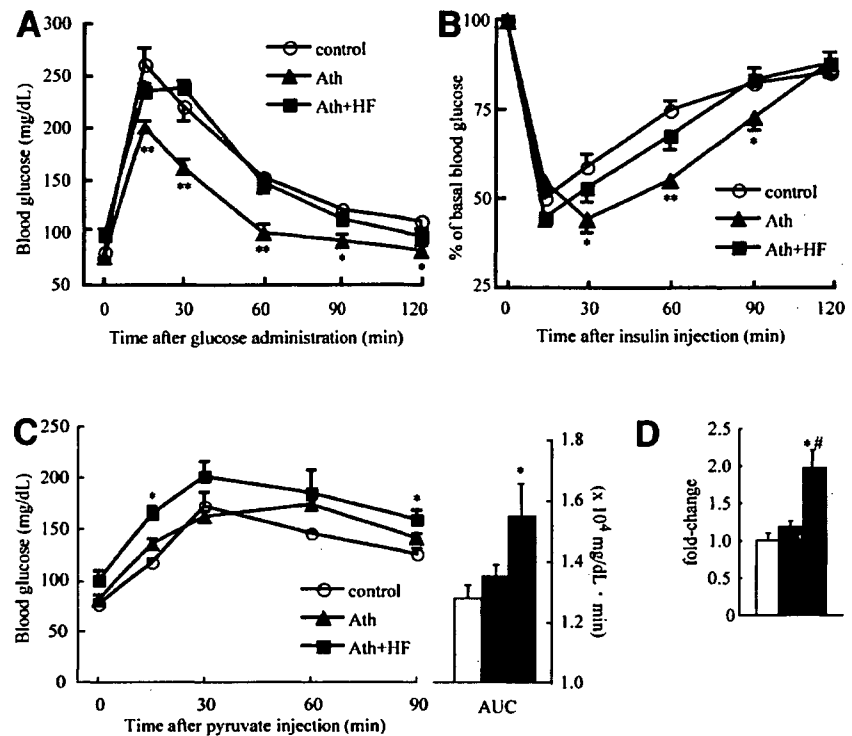 A
300
250
200
150
100
50
Blood glucose (mg/dL)
control
Ath
Ath+HF
**
**
**
*
*
0 30 60 90 120
Time after glucose administration (min)
B
100
75
50
25
% of basal blood glucose
control
Ath
Ath+HF
*
**
*
0 30 60 90 120
Time after insulin injection (min)
C
250
200
150
100
50
0
Blood glucose (mg/dL)
*
*
control
Ath
Ath+HF
0 30 60 90
Time after pyruvate injection (min)
*
1.8
1.6
1.4
1.2
1.0
(x 10⁴ mg/dL · min)
AUC
D
2.5
2.0
1.5
1.0
0.5
0
fold-change
*#